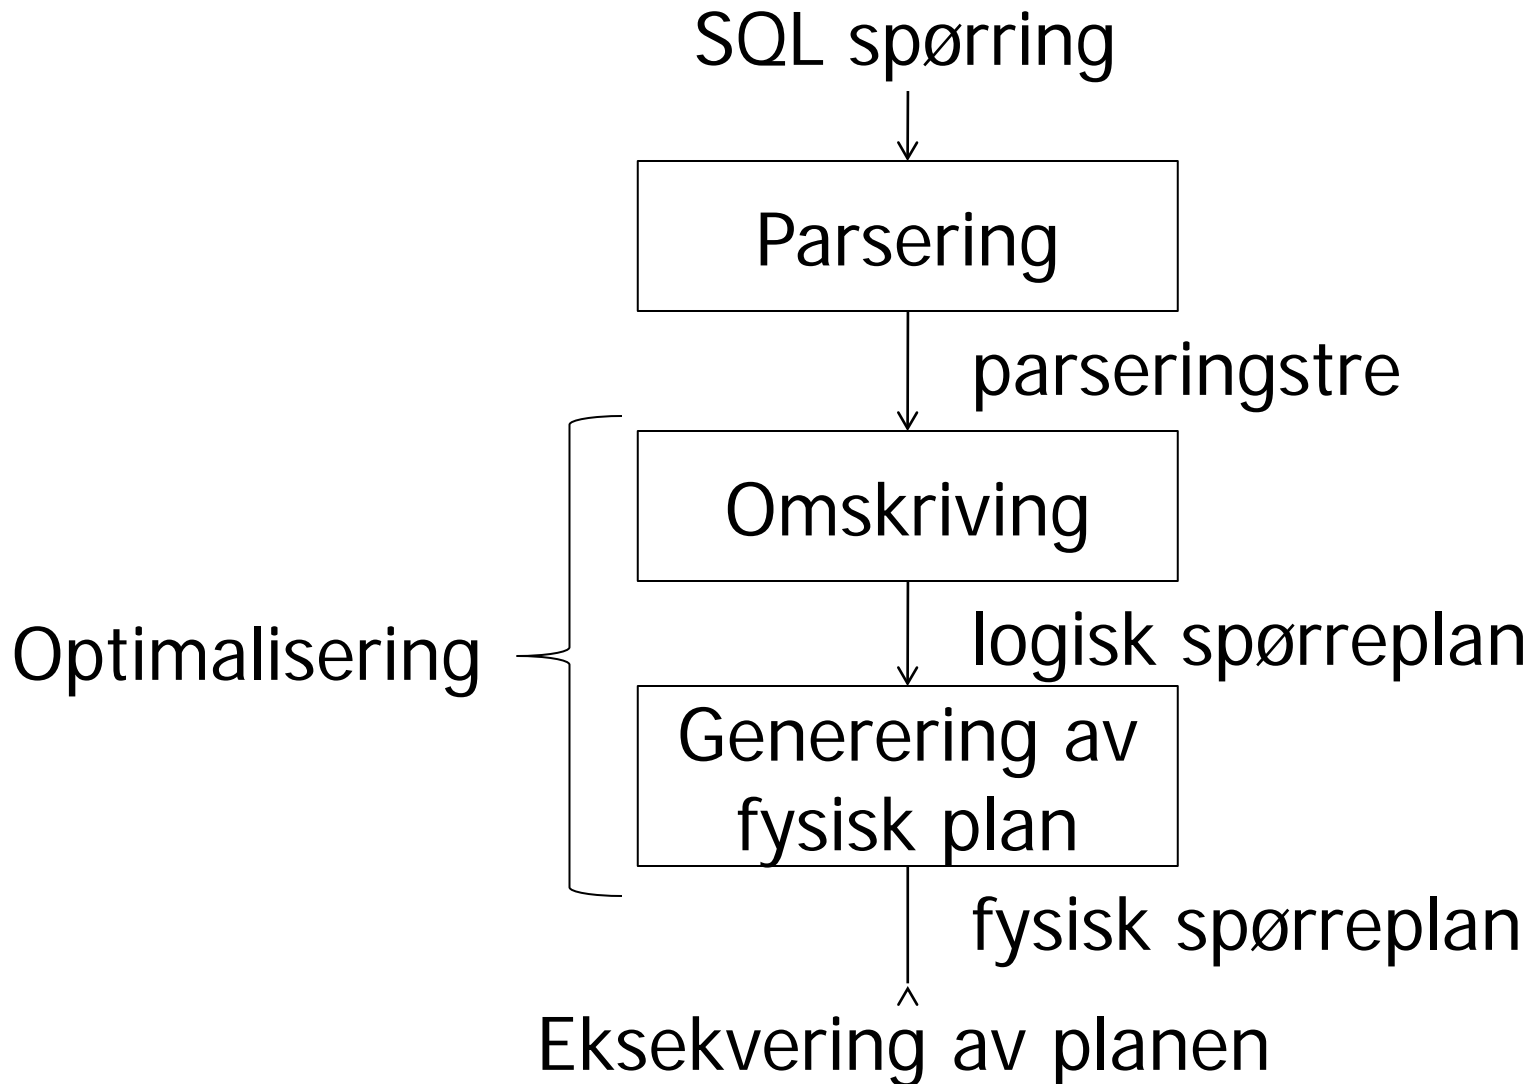 SQL spørring
Parsering
parseringstre
Omskriving
Optimalisering
logisk spørreplan
Generering av
fysisk plan
fysisk spørreplan
Eksekvering av planen